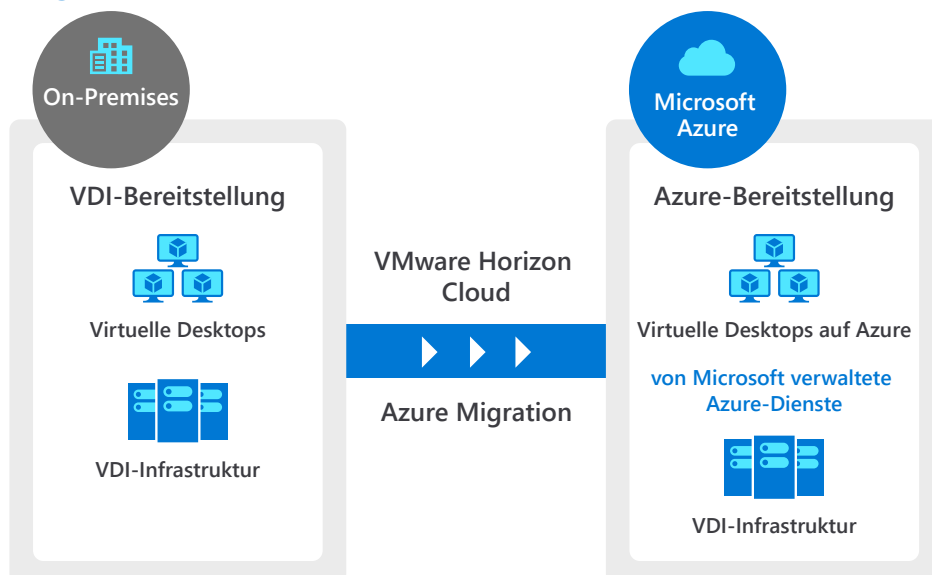 On-Premises
VDI-Bereitstellung
Virtuelle Desktops
VDI-Infrastruktur
VMware Horizon
Cloud
Azure Migration
Microsoft
Azure
Azure-Bereitstellung
Virtuelle Desktops auf Azure
von Microsoft verwaltete
Azure-Dienste
VDI-Infrastruktur